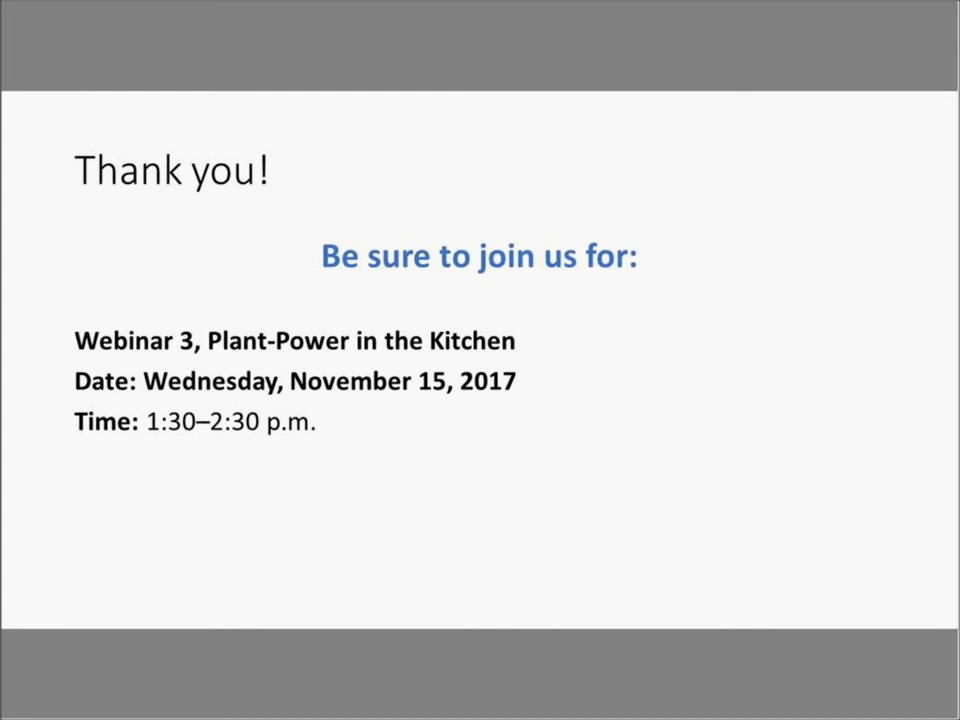 Thank you!
Be sure to join us for:
Webinar 3, Plant-Power in the Kitchen
Date: Wednesday, November 15, 2017
Time: 1:30–2:30 p.m.